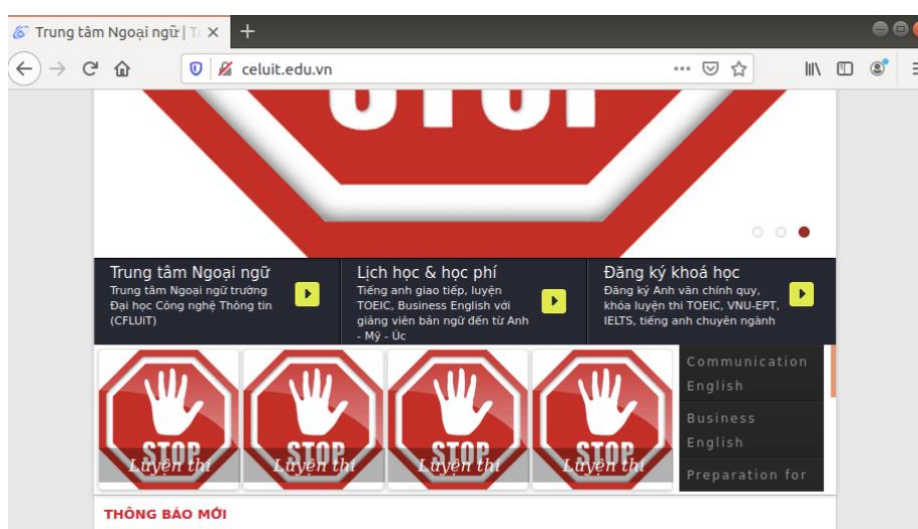 Trung tâm Ngoại ngữ | T
celuit.edu.vn
STOP
Trung tâm Ngoại ngữ
Trung tâm Ngoại ngữ trường
Đại học Công nghệ Thông tin
(CFLUIT)
Lịch học & học phí
Tiếng anh giao tiếp, luyện
TOEIC, Business English với
giảng viên bản ngữ đến từ Anh
- Mỹ - Úc
Đăng ký khoá học
Đăng ký Anh văn chính quy,
khóa luyện thi TOEIC, VNU-EPT,
IELTS, tiếng anh chuyên ngành
STOP
Luyện thi
STOP
Luyện thi
STOP
Luyện thi
STOP
Luyện thi
Communication
English
Business
English
Preparation for
THÔNG BÁO MỚI